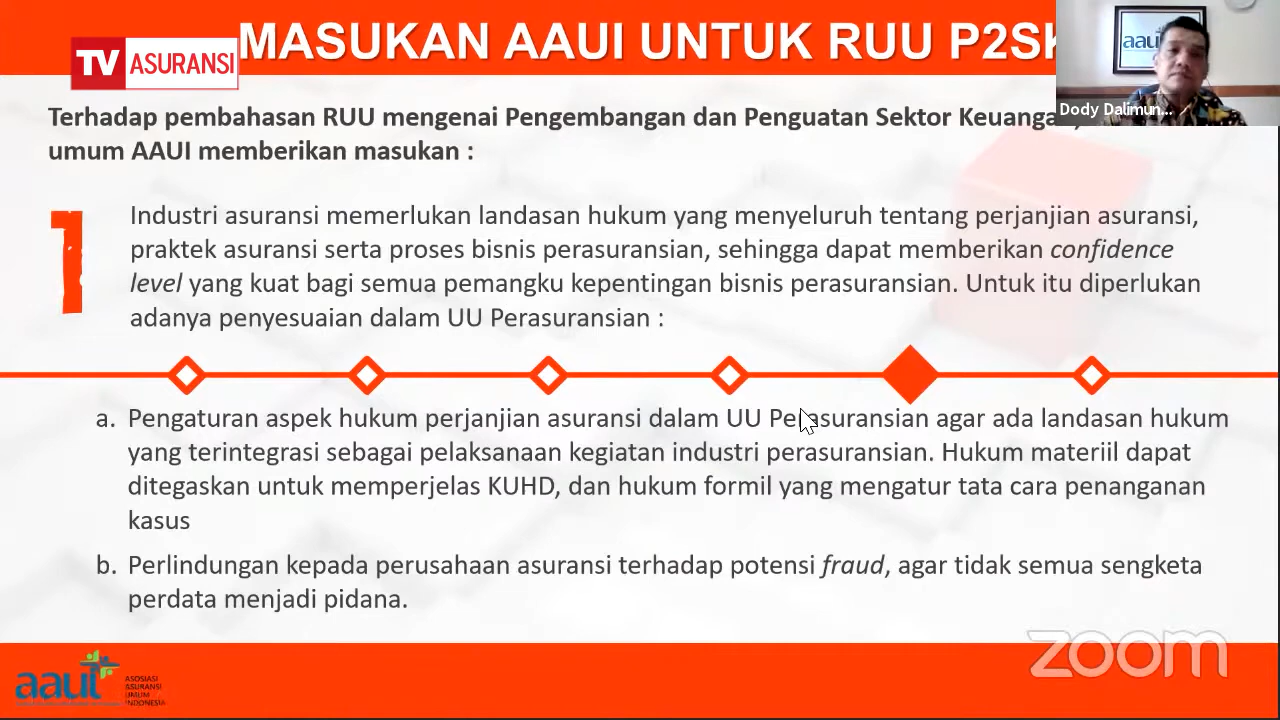 MASUKAN AAUI UNTUK RUU P2SK
TV ASURANSI
aaui
Dody Dalimun...
Terhadap pembahasan RUU mengenai Pengembangan dan Penguatan Sektor
umum AAUI memberikan masukan :
1
Industri asuransi memerlukan landasan hukum yang menyeluruh tentang perjanjian asuransi,
praktek asuransi serta proses bisnis perasuransian, sehingga dapat memberikan confidence
level yang kuat bagi semua pemangku kepentingan bisnis perasuransian. Untuk itu diperlukan
adanya penyesuaian dalam UU Perasuransian :
a. Pengaturan aspek hukum perjanjian asuransi dalam UU Perasuransian agar ada landasan hukum
yang terintegrasi sebagai pelaksanaan kegiatan industri perasuransian. Hukum materiil dapat
ditegaskan untuk memperjelas KUHD, dan hukum formil yang mengatur tata cara penanganan
kasus
b. Perlindungan kepada perusahaan asuransi terhadap potensi fraud, agar tidak semua sengketa
perdata menjadi pidana.
zoom
aaui
ASOSIASI
ASURANSI
UMUM
INDONESIA